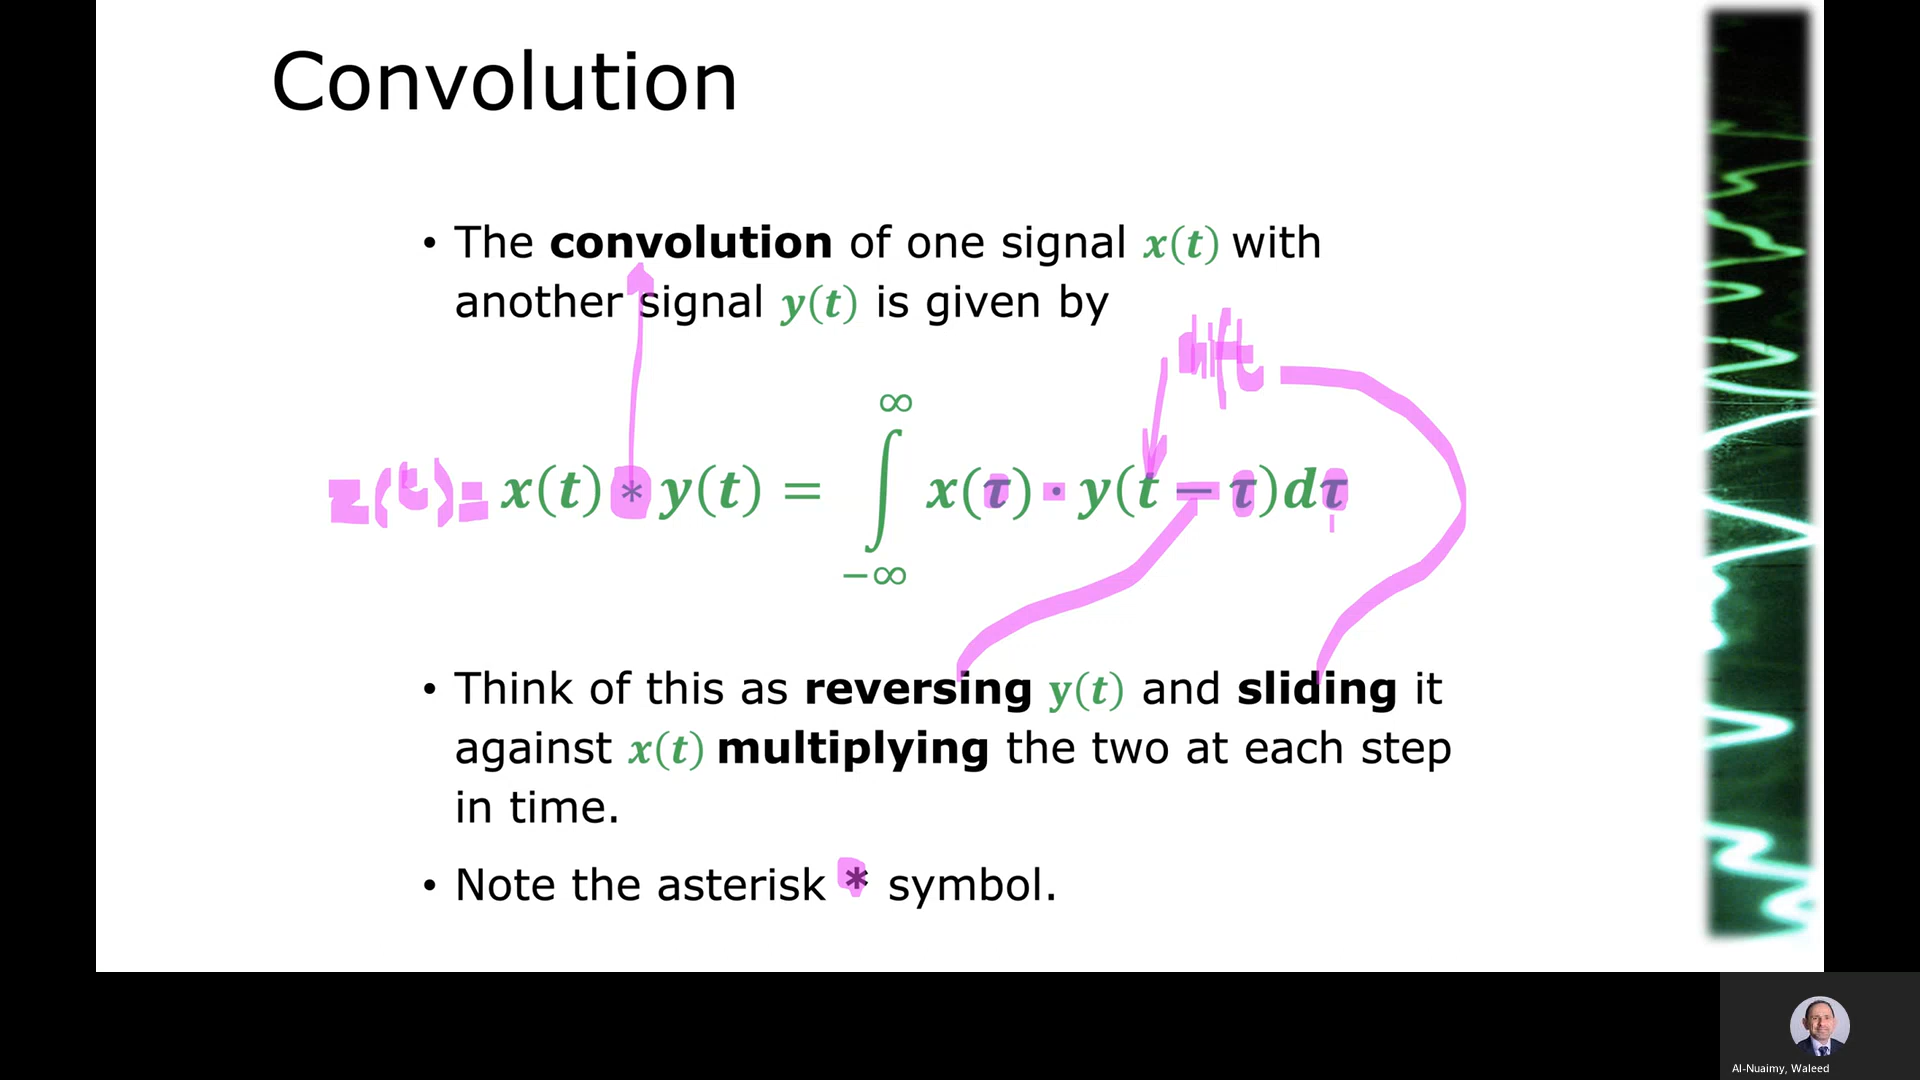 Convolution
• The convolution of one signal x(t) with
another signal y(t) is given by
z(t) = x(t) * y(t) = ∫_{-∞}^{∞} x(τ) · y(t − τ)dτ
• Think of this as reversing y(t) and sliding it
against x(t) multiplying the two at each step
in time.
• Note the asterisk * symbol.
Al-Nuaimy, Waleed